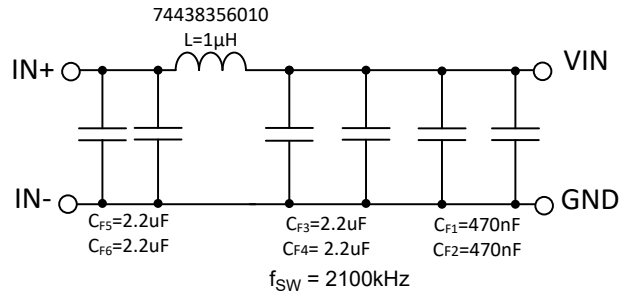 74438356010
L=1µH
IN+
VIN
IN-
GND
CF5=2.2uF
CF6=2.2uF
CF3=2.2uF
CF4= 2.2uF
CF1=470nF
CF2=470nF
fSW = 2100kHz